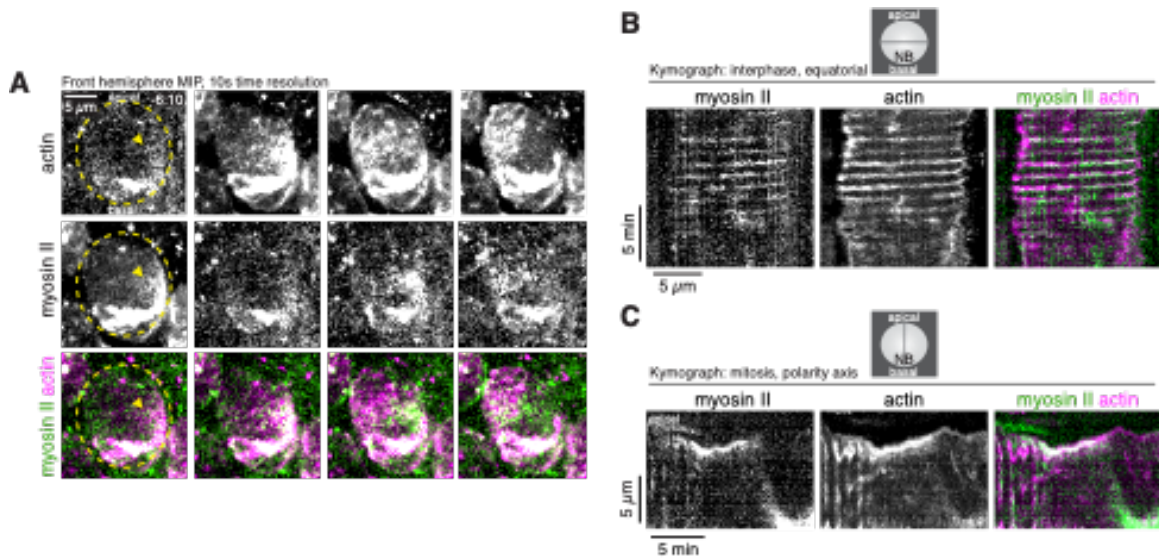 A
Front hemisphere MIP, 10s time resolution
5 µm
-6:10
actin
myosin II
myosin II actin
B
apical
NB
basal
Kymograph: interphase, equatorial
myosin II
actin
myosin II actin
5 min
5 µm
C
apical
NB
basal
Kymograph: mitosis, polarity axis
myosin II
actin
myosin II actin
5 µm
5 min